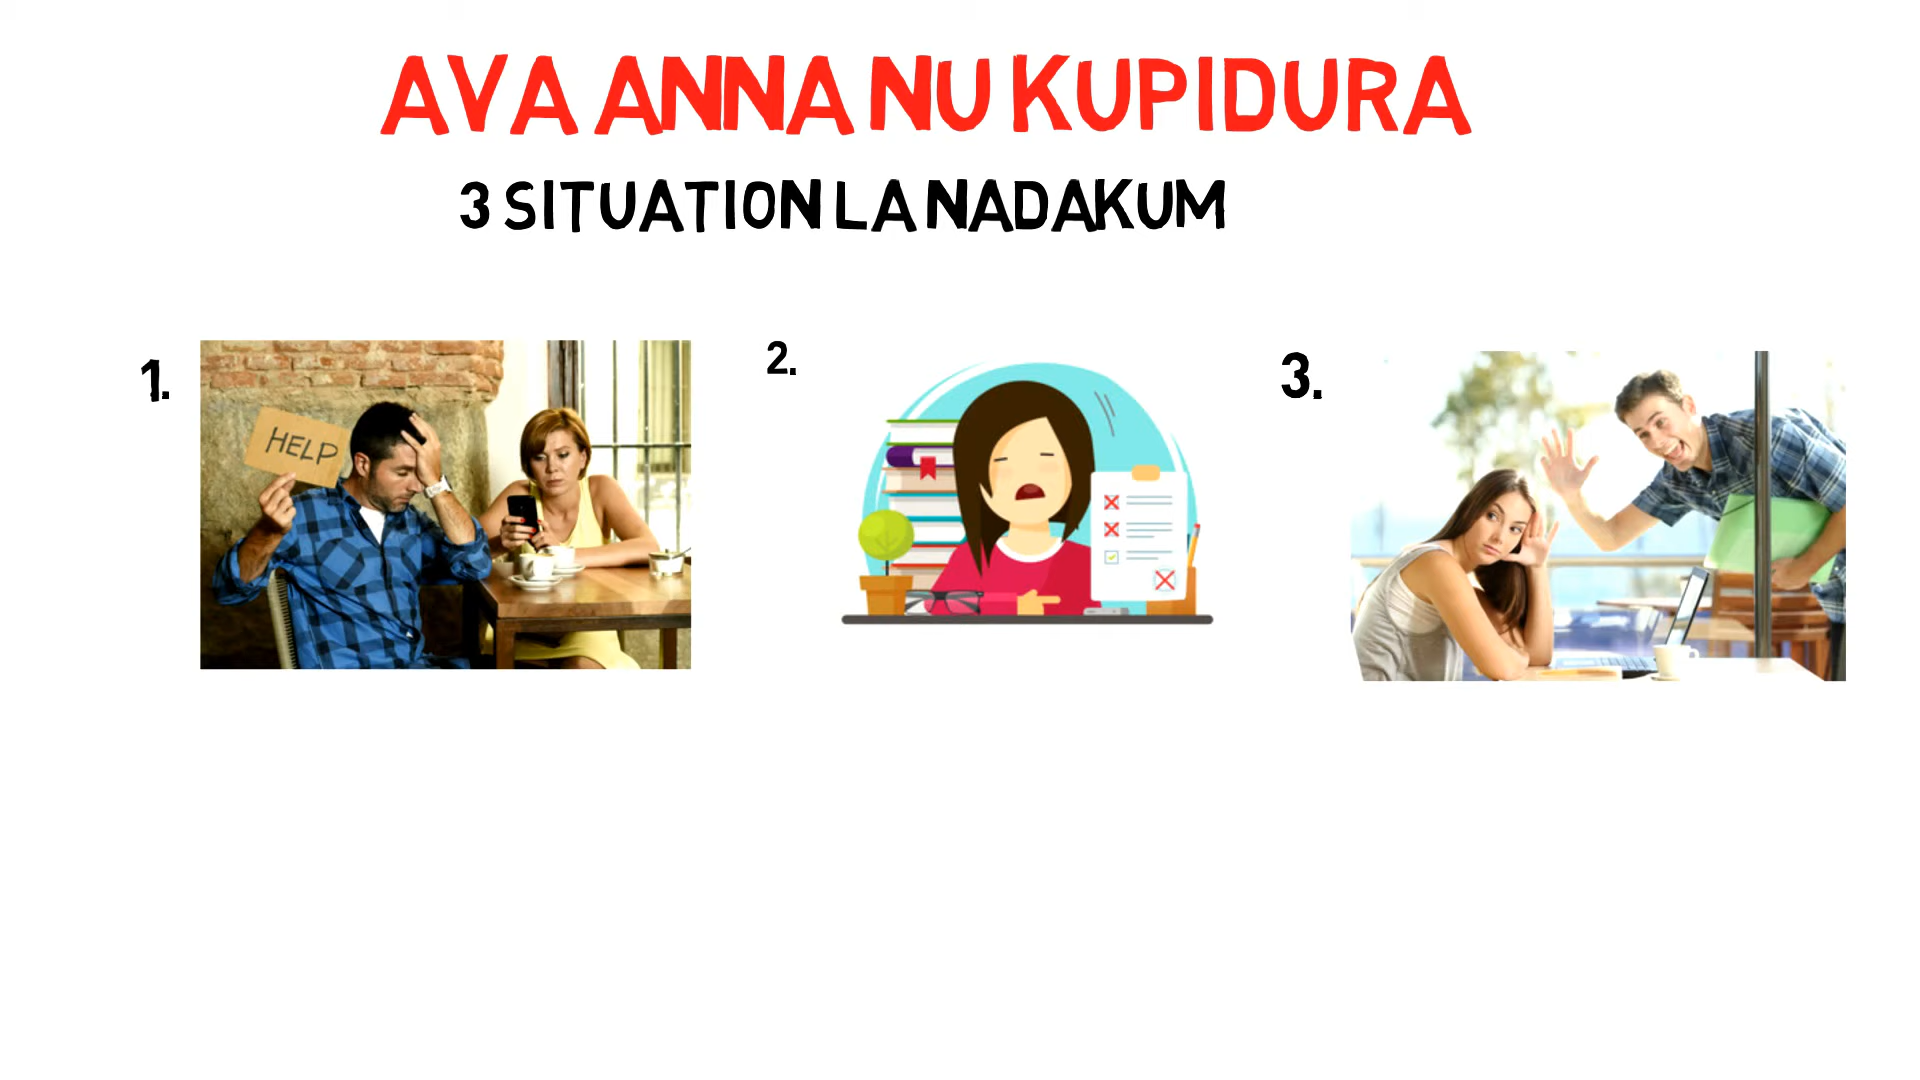 AVA ANNA NU KUPIDURA
3 SITUATION LA NADAKUM
1.
2.
3.
HELP